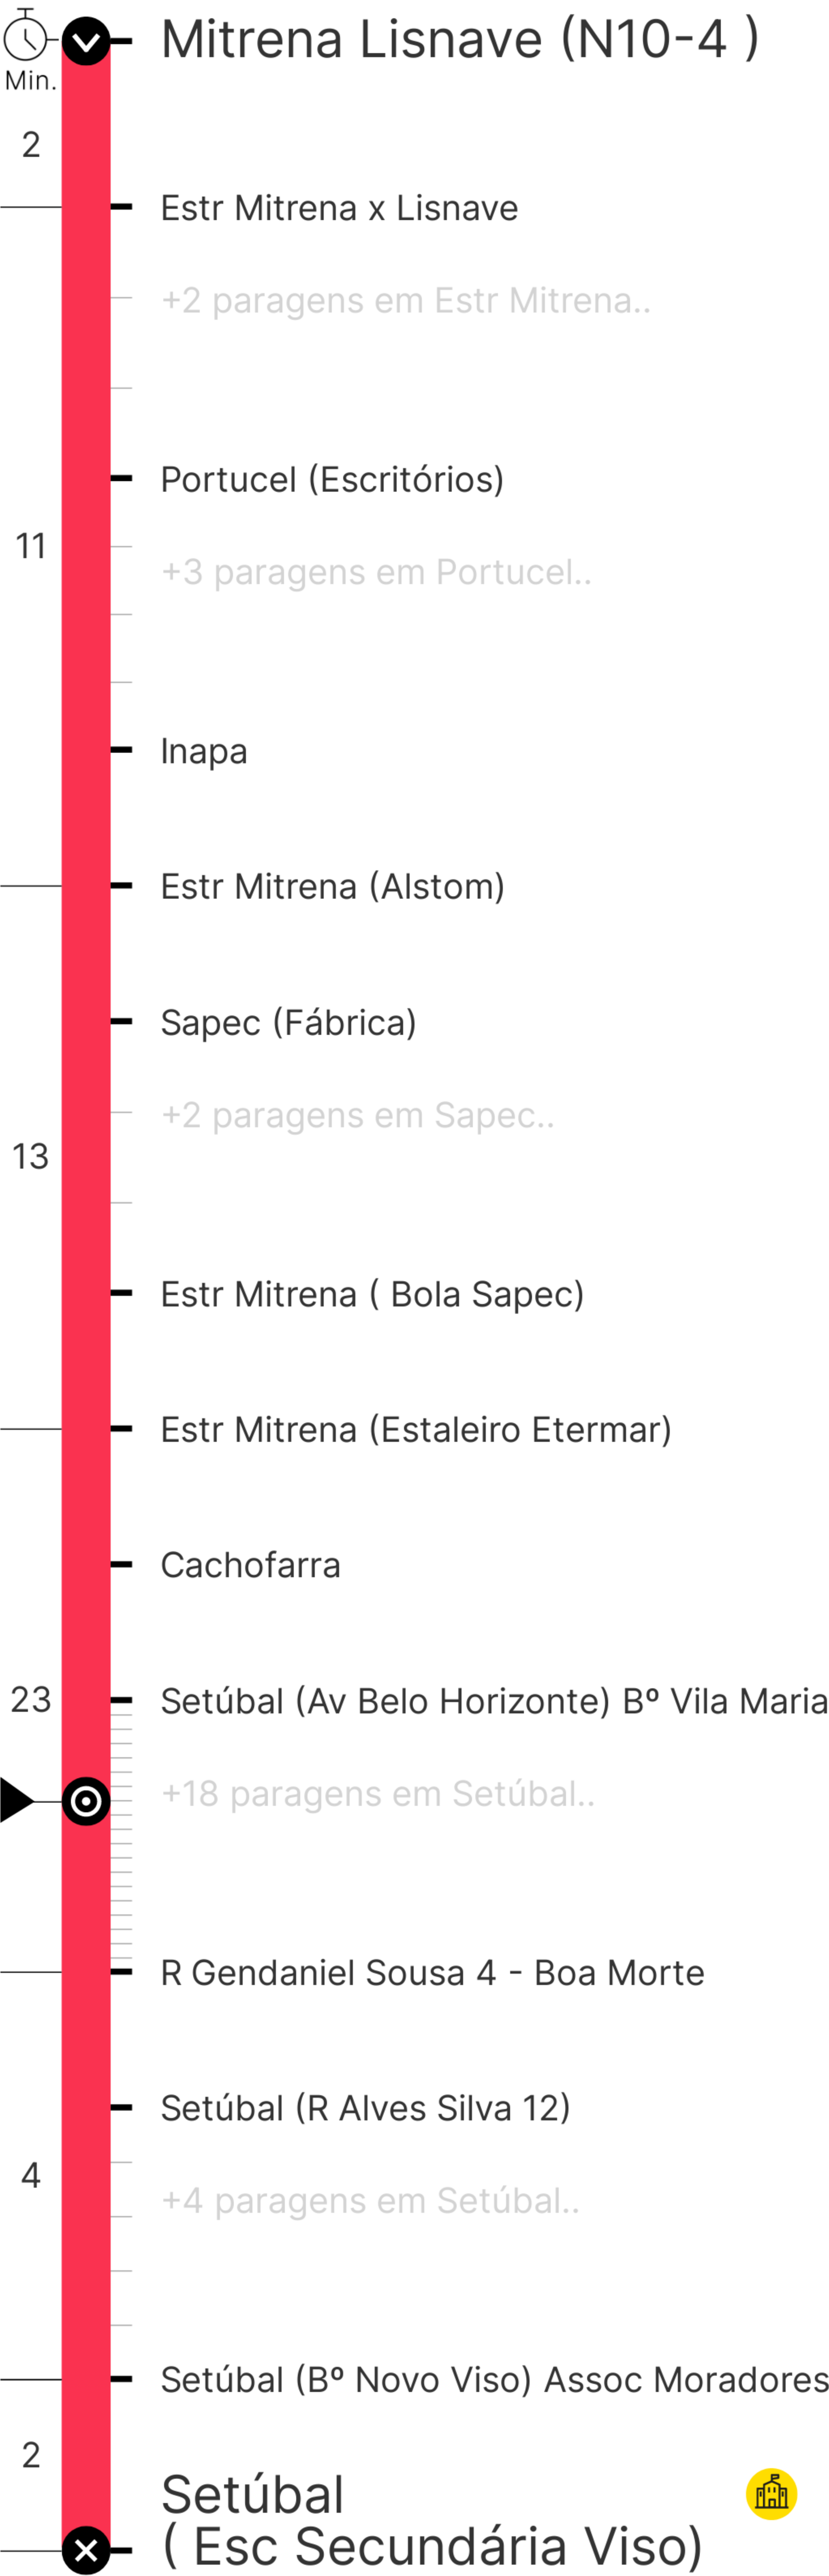 Mitrena Lisnave (N10-4 )
Min.
2
Estr Mitrena x Lisnave
+2 paragens em Estr Mitrena..
Portucel (Escritórios)
11
+3 paragens em Portucel..
Inapa
Estr Mitrena (Alstom)
Sapec (Fábrica)
+2 paragens em Sapec..
13
Estr Mitrena ( Bola Sapec)
Estr Mitrena (Estaleiro Etermar)
Cachofarra
23
Setúbal (Av Belo Horizonte) Bº Vila Maria
+18 paragens em Setúbal..
R Gendaniel Sousa 4 - Boa Morte
Setúbal (R Alves Silva 12)
4
+4 paragens em Setúbal..
Setúbal (Bº Novo Viso) Assoc Moradores
2
Setúbal
( Esc Secundária Viso)